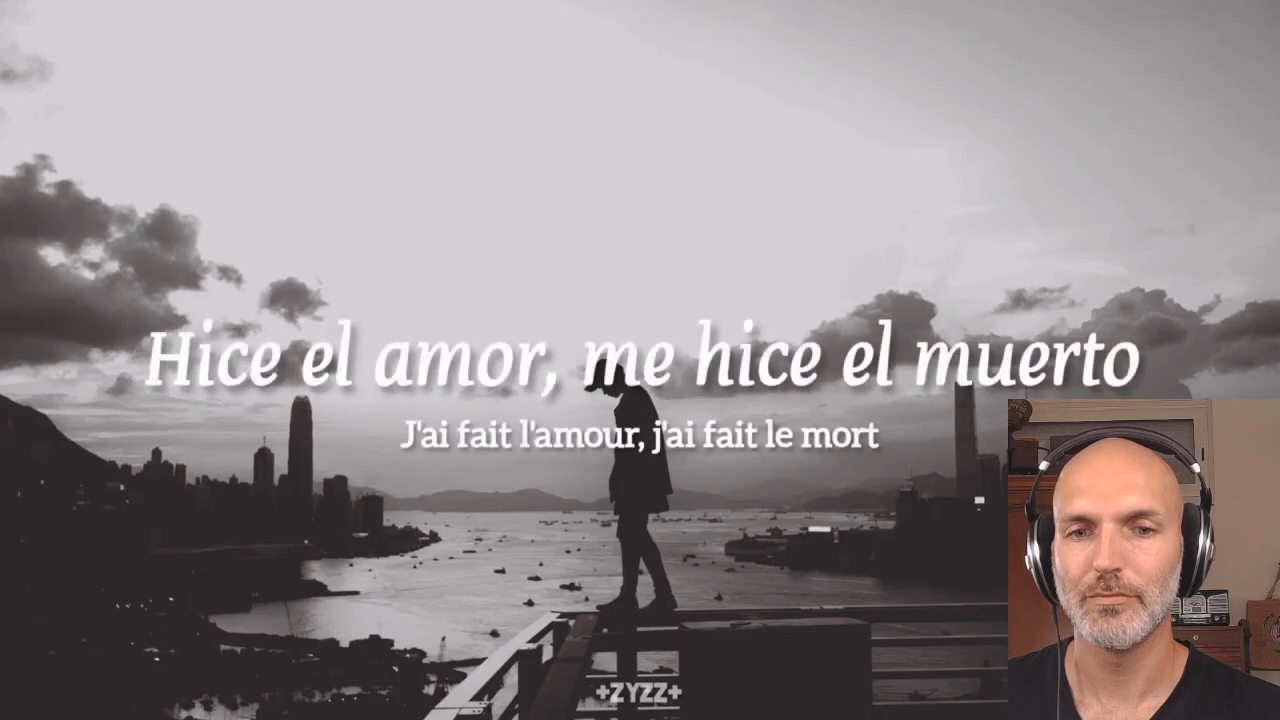 Hice el amor, me hice el muerto
J'ai fait l'amour, j'ai fait le mort
+ZYZZ+